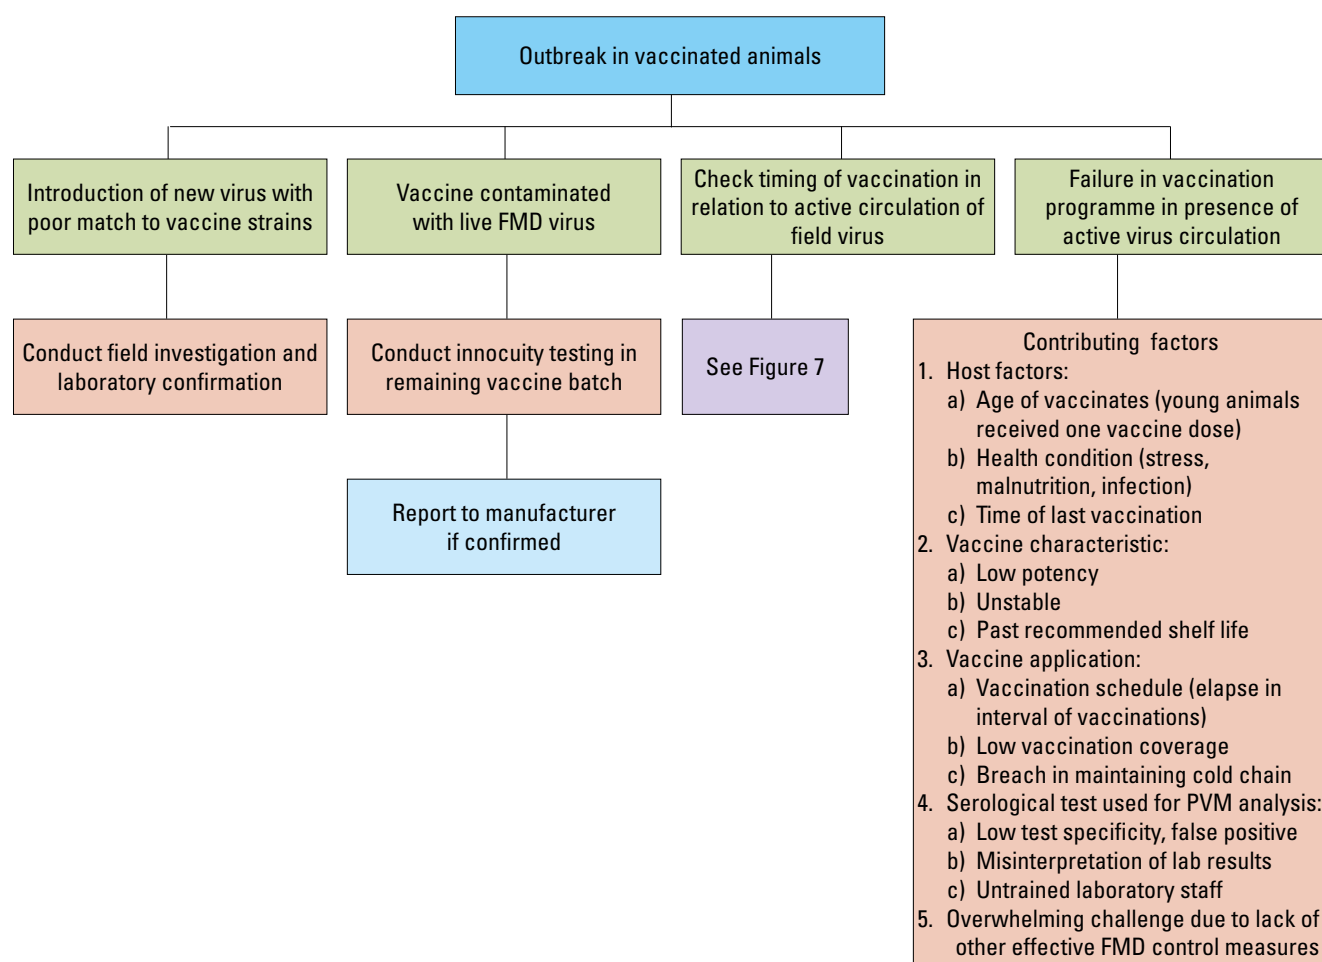 Outbreak in vaccinated animals
Introduction of new virus with
poor match to vaccine strains
Vaccine contaminated
with live FMD virus
Check timing of vaccination in
relation to active circulation of
field virus
Failure in vaccination
programme in presence of
active virus circulation
Conduct field investigation and
laboratory confirmation
Conduct innocuity testing in
remaining vaccine batch
See Figure 7
Report to manufacturer
if confirmed
Contributing factors
1. Host factors:
a) Age of vaccinates (young animals
received one vaccine dose)
b) Health condition (stress,
malnutrition, infection)
c) Time of last vaccination
2. Vaccine characteristic:
a) Low potency
b) Unstable
c) Past recommended shelf life
3. Vaccine application:
a) Vaccination schedule (elapse in
interval of vaccinations)
b) Low vaccination coverage
c) Breach in maintaining cold chain
4. Serological test used for PVM analysis:
a) Low test specificity, false positive
b) Misinterpretation of lab results
c) Untrained laboratory staff
5. Overwhelming challenge due to lack of
other effective FMD control measures